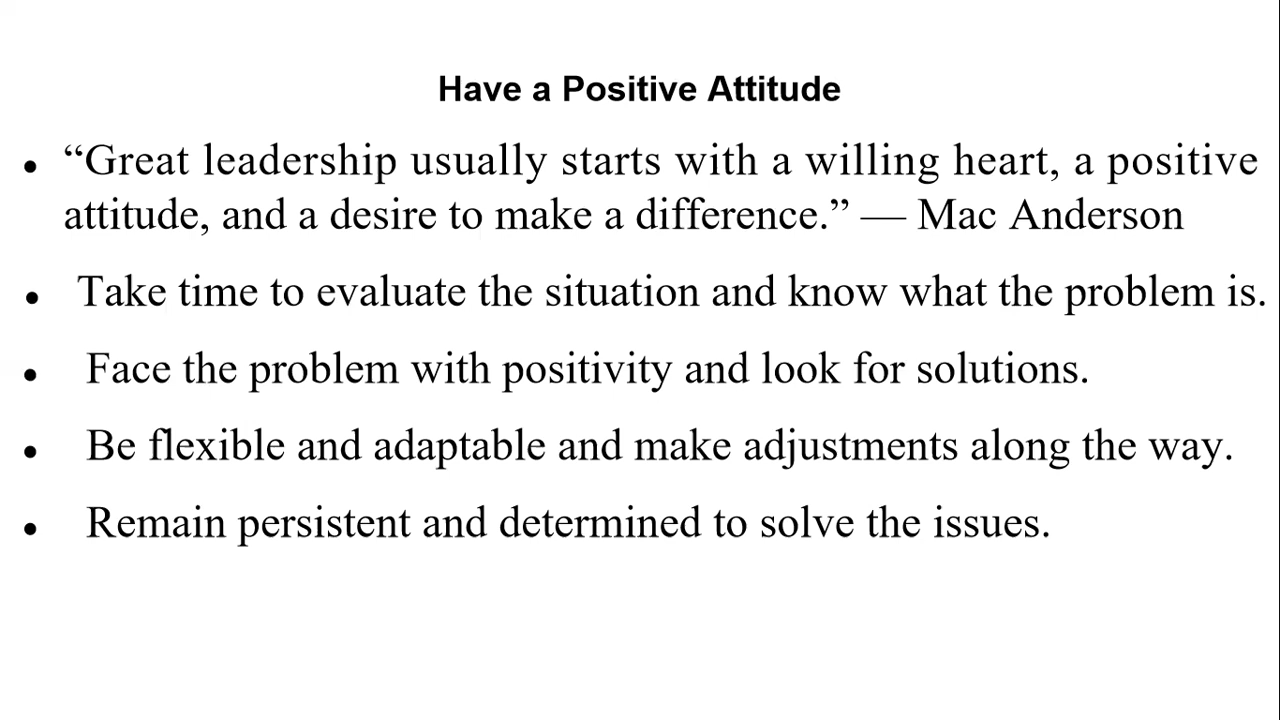 Have a Positive Attitude
• “Great leadership usually starts with a willing heart, a positive
attitude, and a desire to make a difference.” — Mac Anderson
• Take time to evaluate the situation and know what the problem is.
• Face the problem with positivity and look for solutions.
• Be flexible and adaptable and make adjustments along the way.
• Remain persistent and determined to solve the issues.